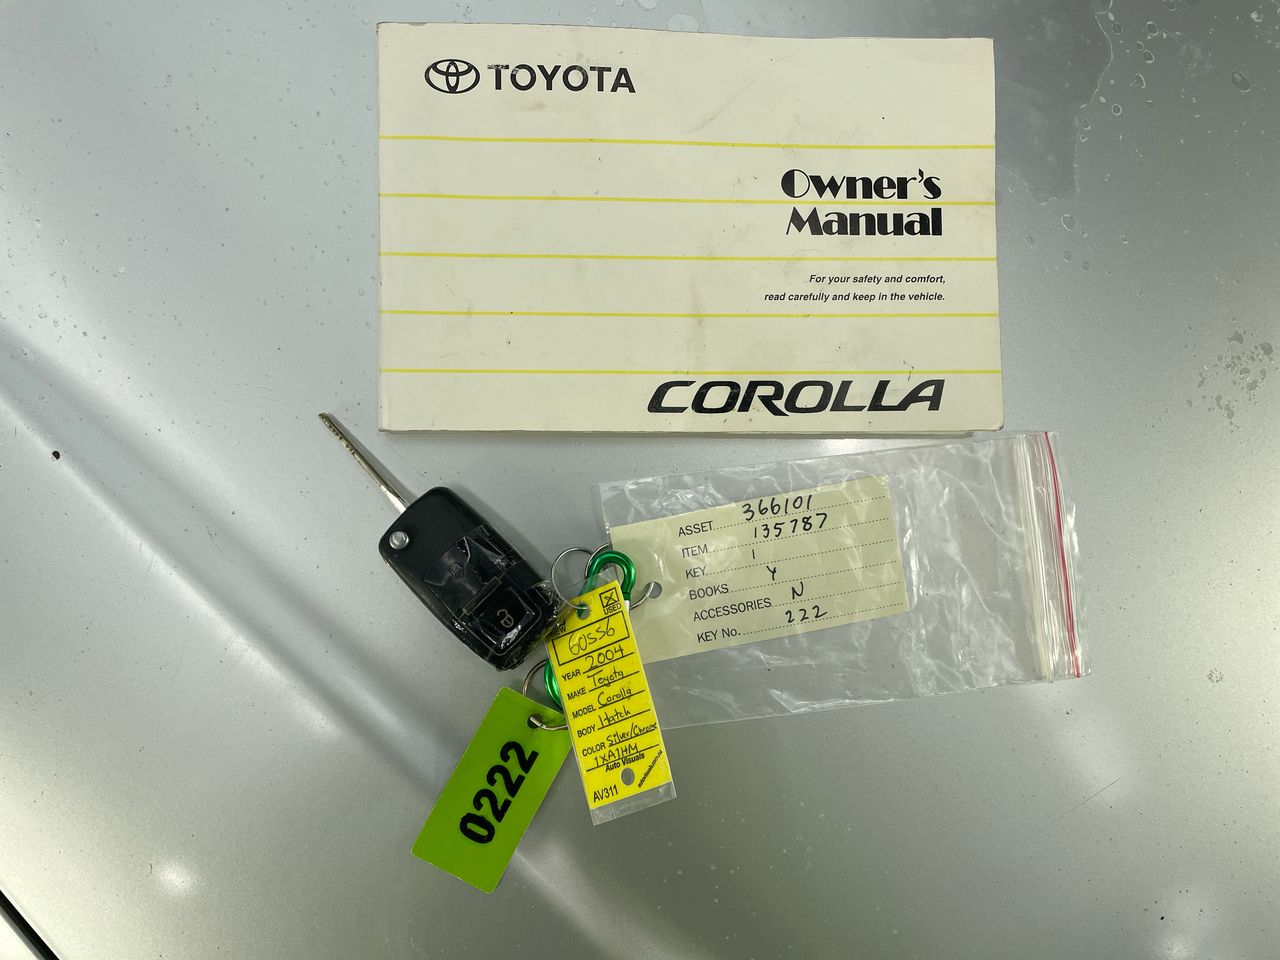 TOYOTA
Owner's
Manual
For your safety and comfort,
read carefully and keep in the vehicle.
COROLLA
ASSET 366101
ITEM 135787
KEY 1
BOOKS Y
ACCESSORIES N
KEY No. 222
USED
60556
YEAR 2004
MAKE Toyota
MODEL Corolla
BODY Hatch
COLOR Silver/Chrome
1XA1HM
Auto Visuals
AV311
0222